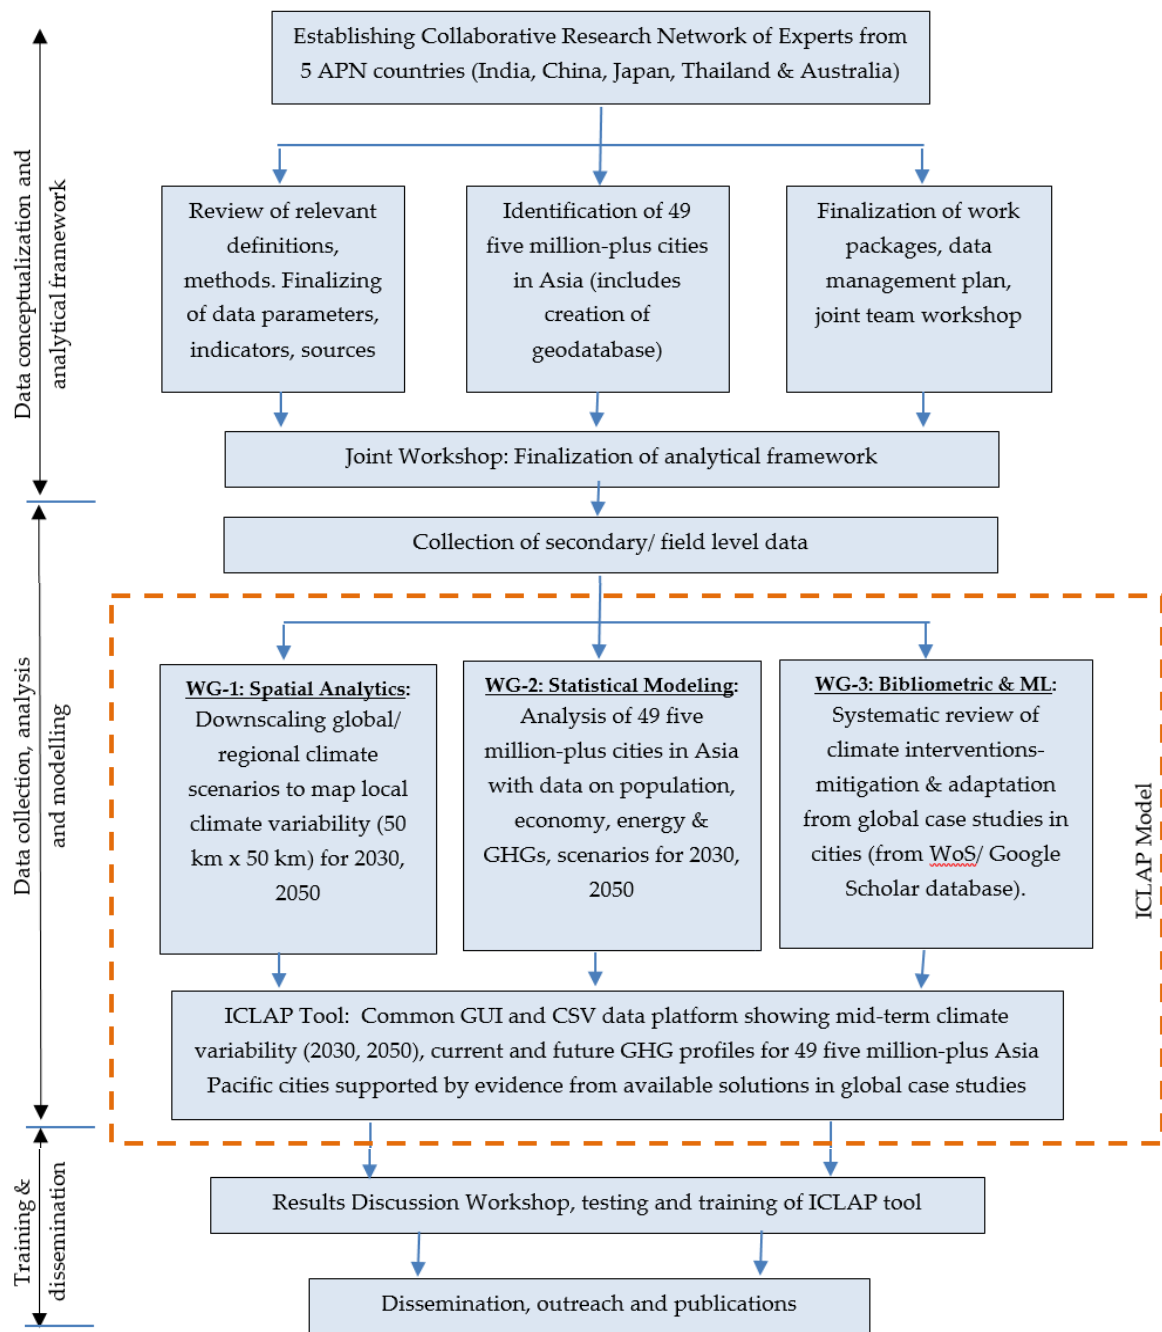 Establishing Collaborative Research Network of Experts from
5 APN countries (India, China, Japan, Thailand & Australia)
Data conceptualization and
analytical framework
Review of relevant
definitions,
methods. Finalizing
of data parameters,
indicators, sources
Identification of 49
five million-plus cities
in Asia (includes
creation of
geodatabase)
Finalization of work
packages, data
management plan,
joint team workshop
Joint Workshop: Finalization of analytical framework
Collection of secondary/ field level data
Data collection, analysis
and modelling
WG-1: Spatial Analytics:
Downscaling global/
regional climate
scenarios to map local
climate variability (50
km x 50 km) for 2030,
2050
WG-2: Statistical Modeling:
Analysis of 49 five
million-plus cities in Asia
with data on population,
economy, energy &
GHGs, scenarios for 2030,
2050
WG-3: Bibliometric & ML:
Systematic review of
climate interventions-
mitigation & adaptation
from global case studies in
cities (from WoS/ Google
Scholar database).
ICLAP Model
ICLAP Tool: Common GUI and CSV data platform showing mid-term climate
variability (2030, 2050), current and future GHG profiles for 49 five million-plus Asia
Pacific cities supported by evidence from available solutions in global case studies
Training &
dissemination
Results Discussion Workshop, testing and training of ICLAP tool
Dissemination, outreach and publications